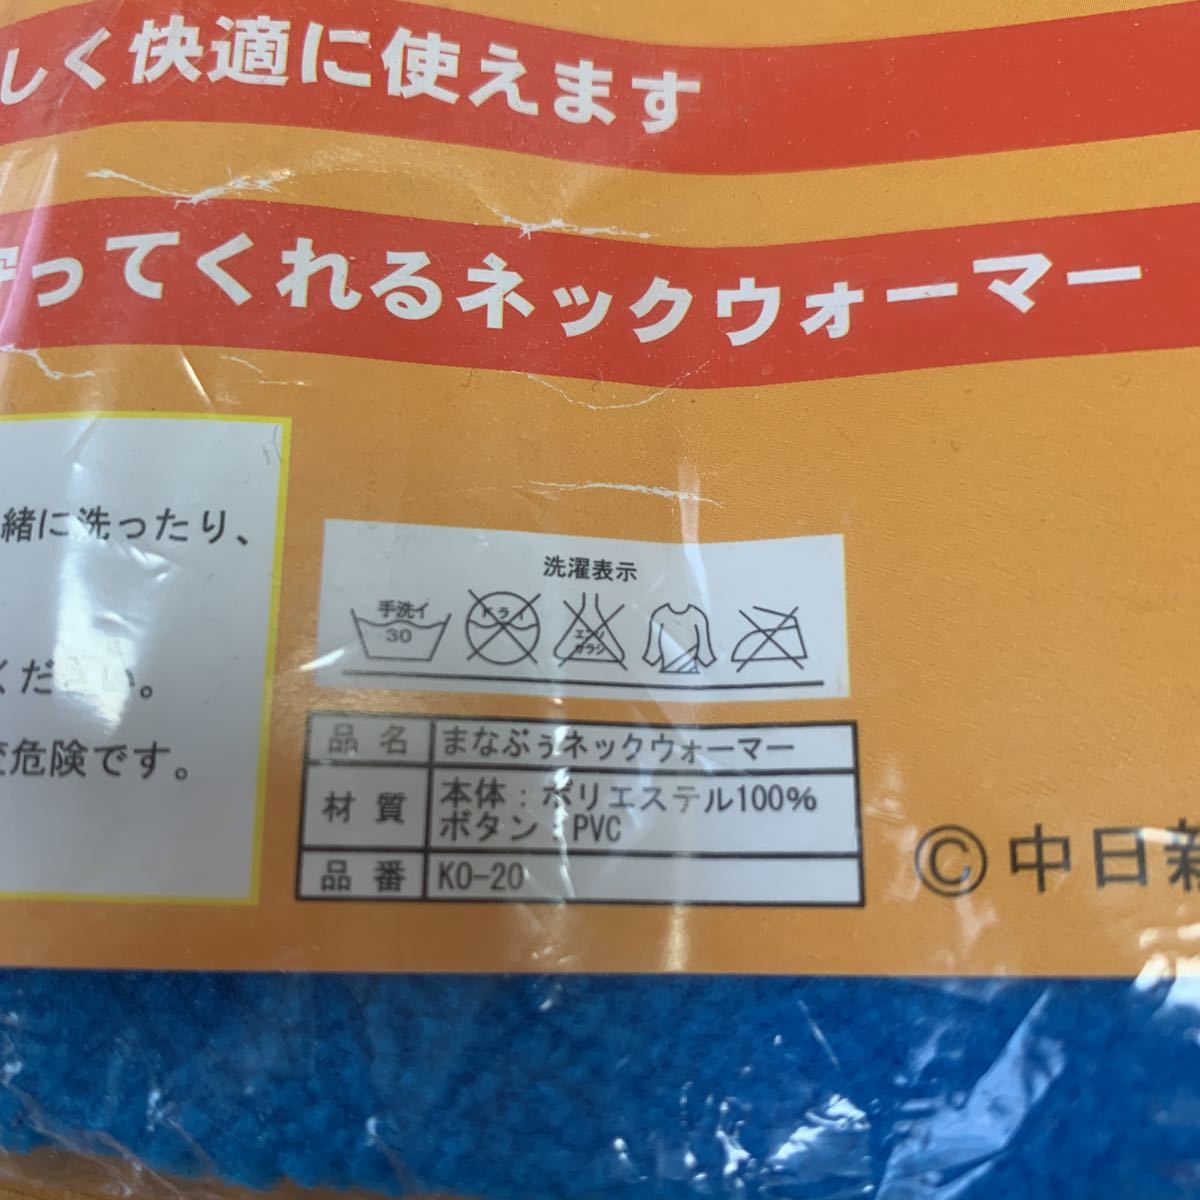 しく快適に使えます
守ってくれるネックウォーマー
緒に洗ったり、
ください。
危険です。
洗濯表示
手洗イ
30
ドライ
エンソ
サラシ
品名 まなぶぅネックウォーマー
材質 本体：ポリエステル100%
ボタン：PVC
品番 KO-20
©中日新